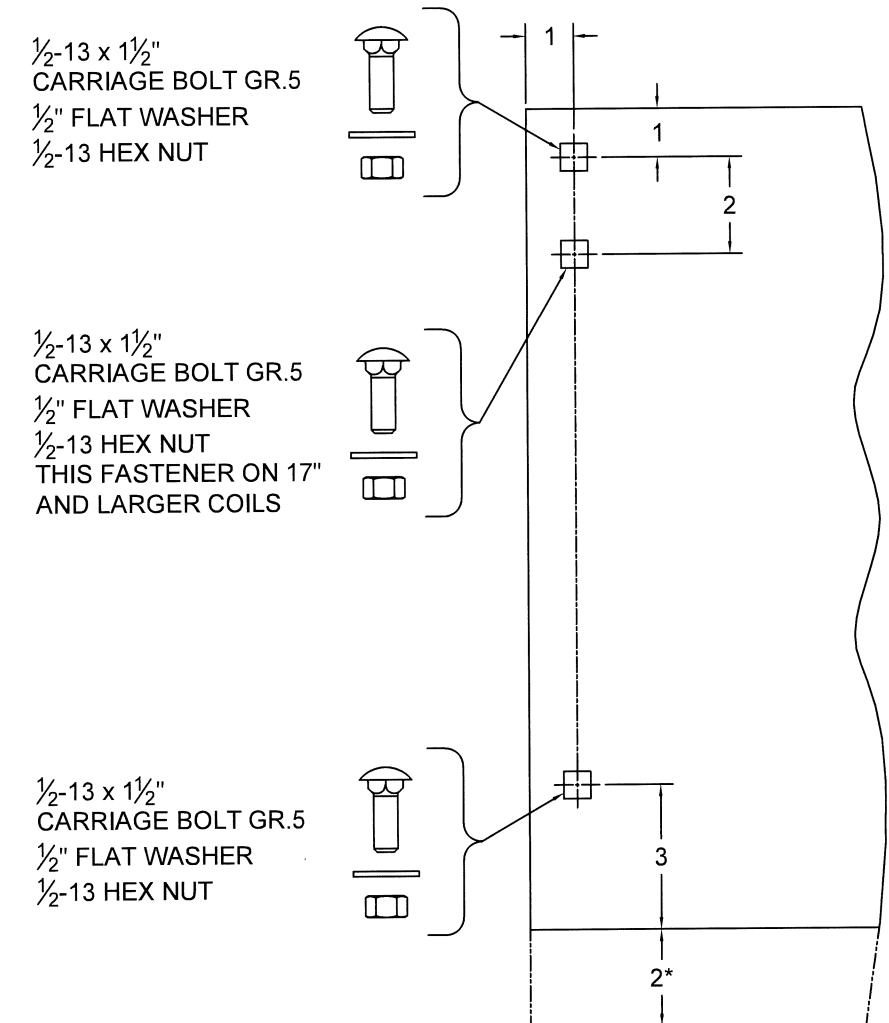 ½-13 x 1½"
CARRIAGE BOLT GR.5
½" FLAT WASHER
½-13 HEX NUT
1
1
2
½-13 x 1½"
CARRIAGE BOLT GR.5
½" FLAT WASHER
½-13 HEX NUT
THIS FASTENER ON 17"
AND LARGER COILS
½-13 x 1½"
CARRIAGE BOLT GR.5
½" FLAT WASHER
½-13 HEX NUT
3
2*